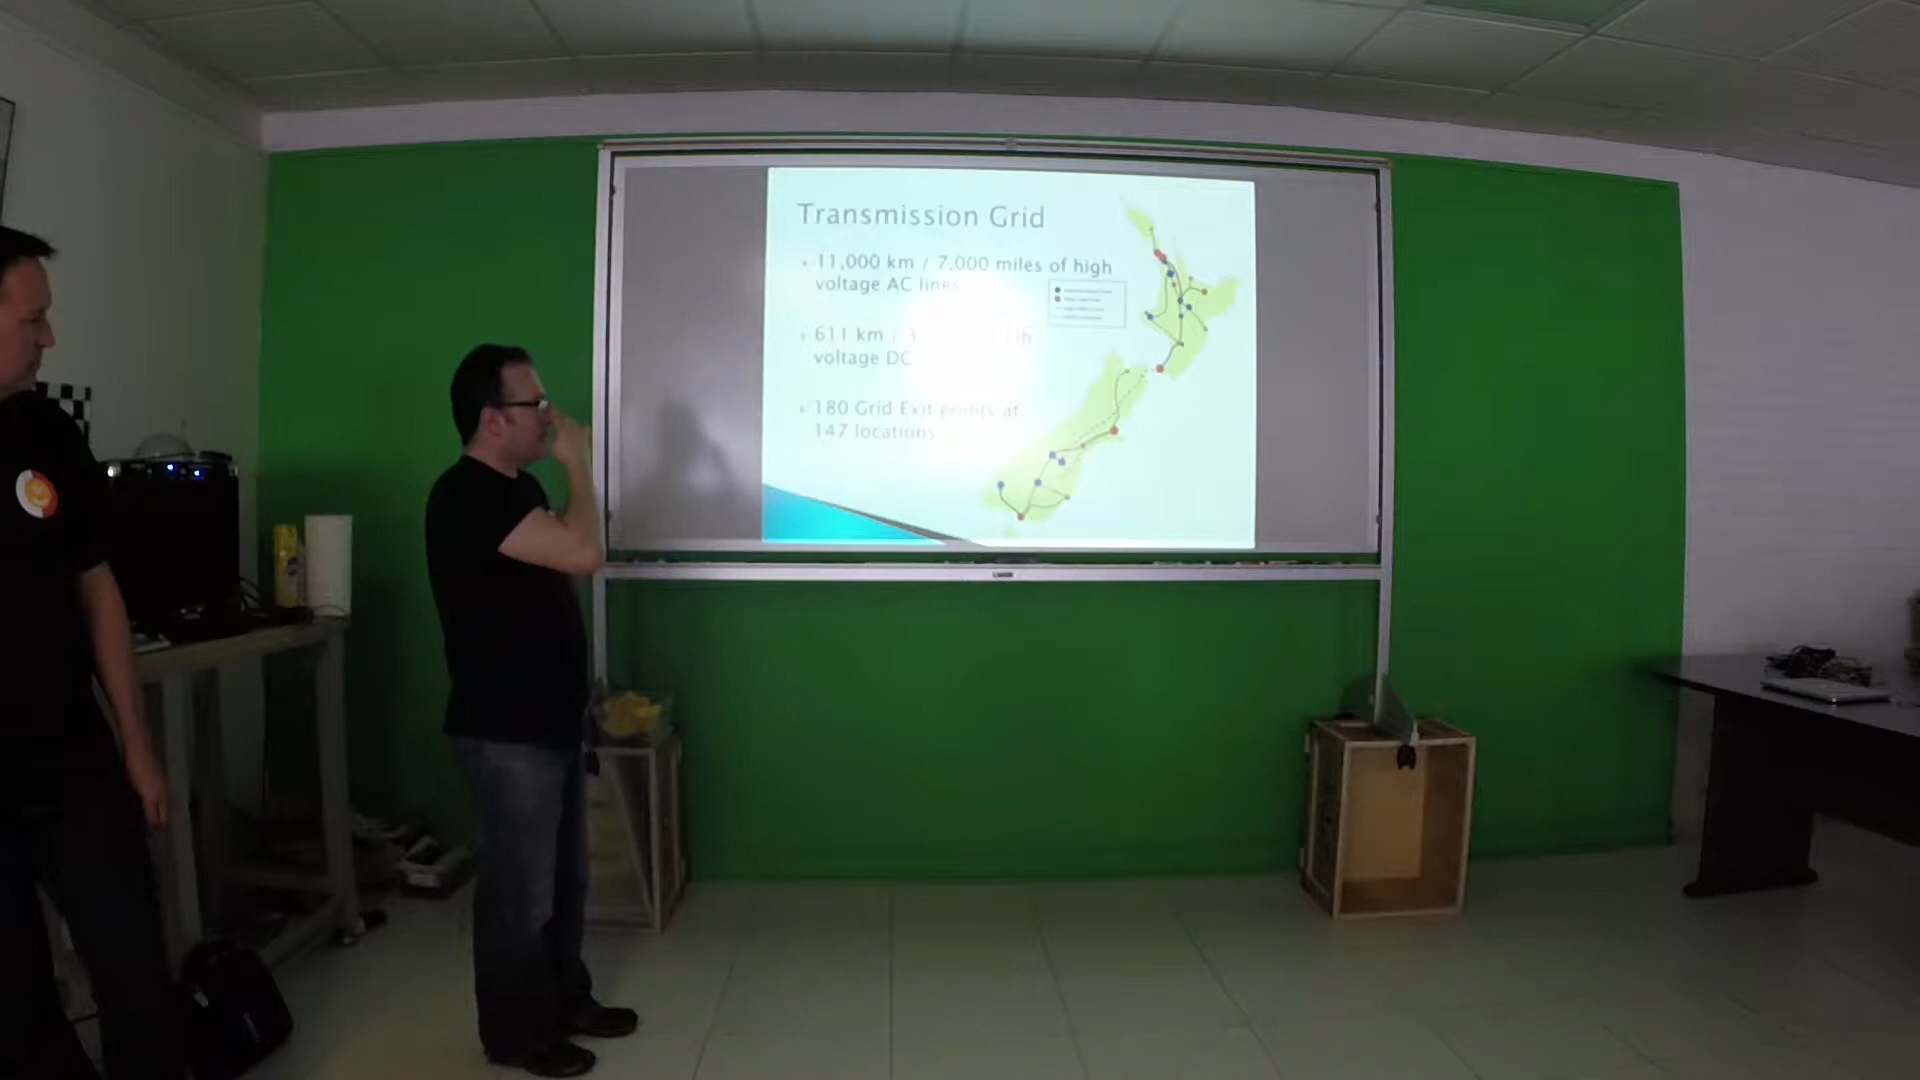 Transmission Grid
11,000 km / 7,000 miles of high
voltage AC lines
611 km / 3
voltage DC
180 Grid Exit points at
147 locations